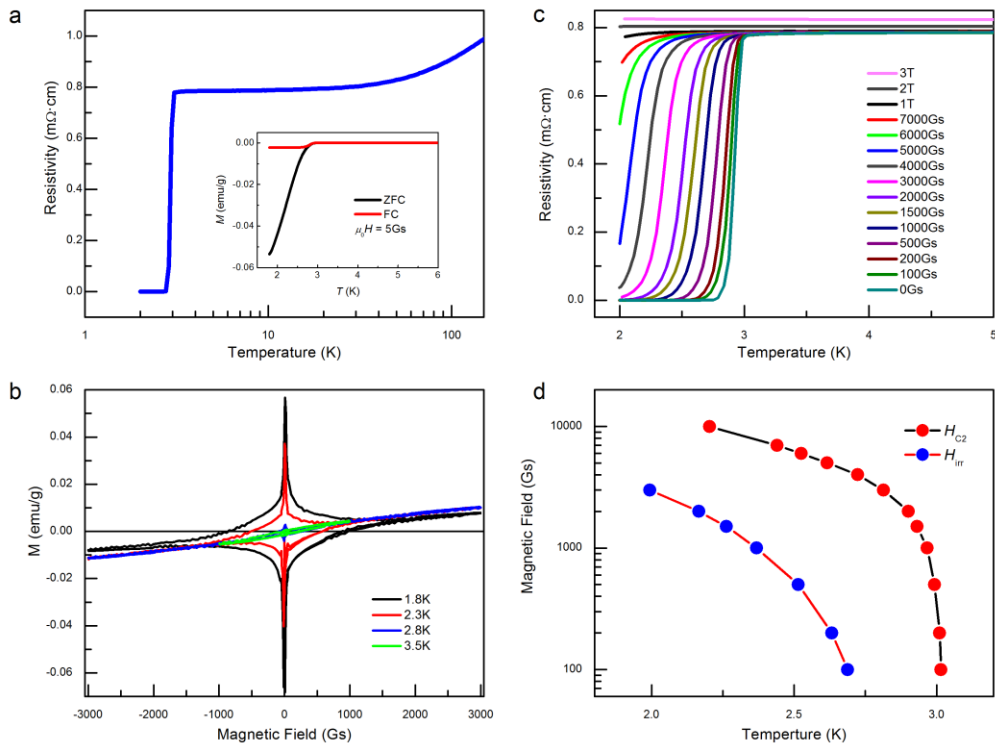 a
1.0
0.8
0.6
0.4
0.2
0.0
Resistivity (mΩ·cm)
1
10
100
Temperature (K)
0.00
-0.02
-0.04
-0.06
M (emu/g)
ZFC
FC
μ₀H = 5Gs
2
3
4
5
6
T (K)
c
0.8
0.6
0.4
0.2
0.0
Resistivity (mΩ·cm)
3T
2T
1T
7000Gs
6000Gs
5000Gs
4000Gs
3000Gs
2000Gs
1500Gs
1000Gs
500Gs
200Gs
100Gs
0Gs
2
3
4
5
Temperature (K)
b
0.06
0.04
0.02
0.00
-0.02
-0.04
-0.06
M (emu/g)
1.8K
2.3K
2.8K
3.5K
-3000
-2000
-1000
0
1000
2000
3000
Magnetic Field (Gs)
d
10000
1000
100
Magnetic Field (Gs)
H_C2
H_irr
2.0
2.5
3.0
Temperture (K)